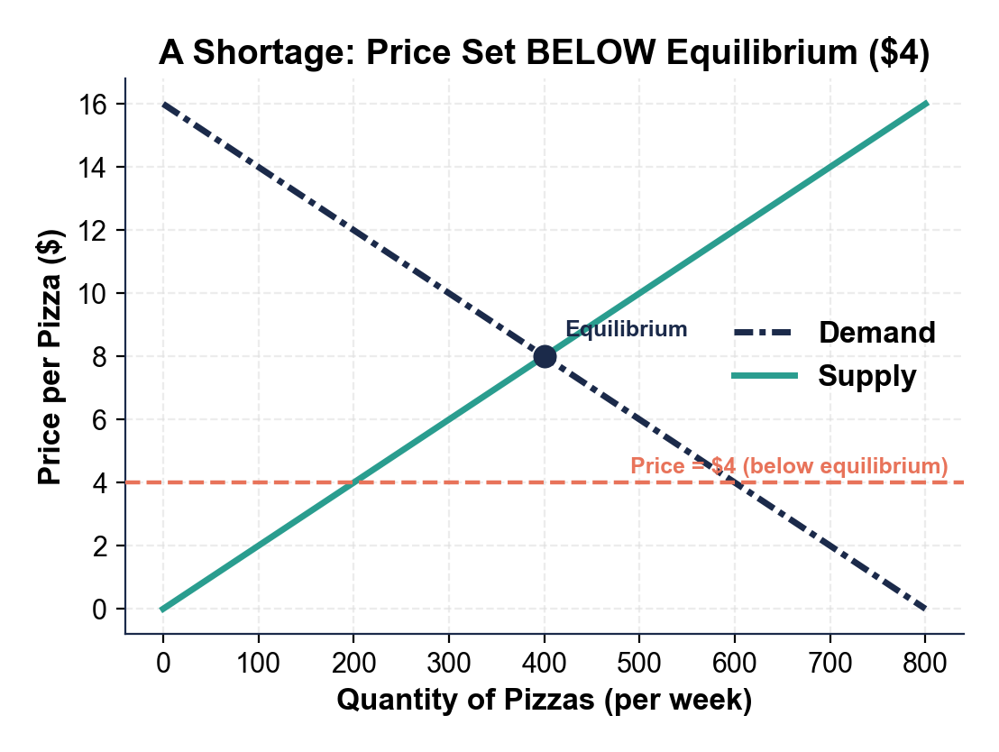 A Shortage: Price Set BELOW Equilibrium ($4)
Price per Pizza ($)
16
14
12
10
8
6
4
2
0
Equilibrium
Demand
Supply
Price = $4 (below equilibrium)
0 100 200 300 400 500 600 700 800
Quantity of Pizzas (per week)